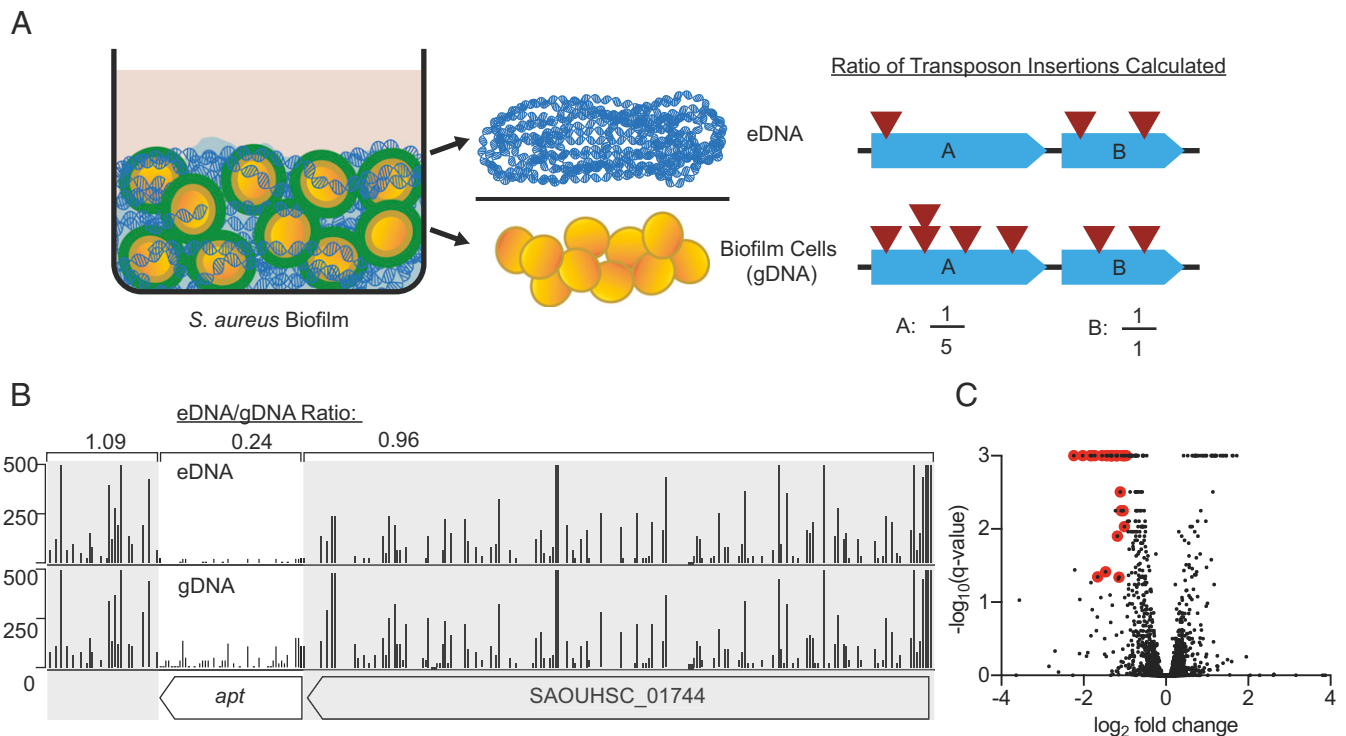 A
Ratio of Transposon Insertions Calculated
eDNA
A
B
Biofilm Cells
(gDNA)
A
B
S. aureus Biofilm
A: 1/5
B: 1/1
B
eDNA/gDNA Ratio:
1.09
0.24
0.96
500
250
eDNA
500
250
0
gDNA
apt
SAOUHSC_01744
C
3
2
1
0
-log10(q-value)
-4
-2
0
2
4
log2 fold change